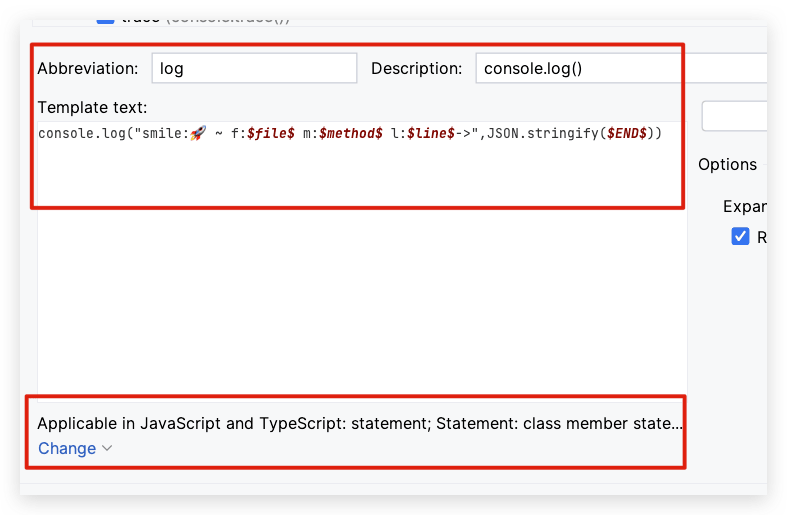 trace (console.trace())
Abbreviation: log Description: console.log()
Template text:
console.log("smile:🚀 ~ f:$file$ m:$method$ l:$line$->",JSON.stringify($END$))
Options
Expan
R
Applicable in JavaScript and TypeScript: statement; Statement: class member state...
Change